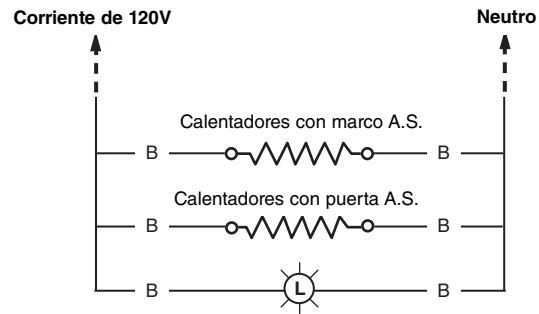 Corriente de 120V Neutro
Calentadores con marco A.S.
B B
Calentadores con puerta A.S.
B B
B L B